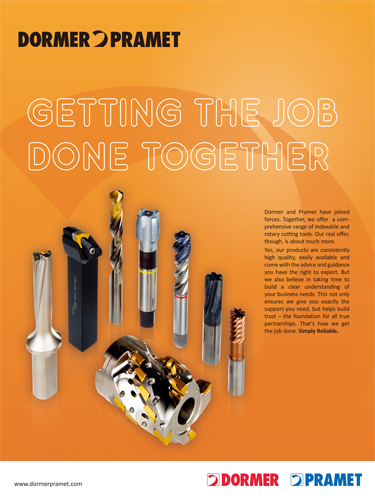 DORMER PRAMET
GETTING THE JOB
DONE TOGETHER
Dormer and Pramet have joined
forces. Together, we offer a com-
prehensive range of indexable and
rotary cutting tools. Our real offer,
though, is about much more.
Yes, our products are consistently
high quality, easily available and
come with the advice and guidance
you have the right to expect. But
we also believe in taking time to
build a clear understanding of
your business needs. This not only
ensures we give you exactly the
support you need, but helps build
trust – the foundation for all true
partnerships. That's how we get
the job done. Simply Reliable.
www.dormerpramet.com
DORMER PRAMET